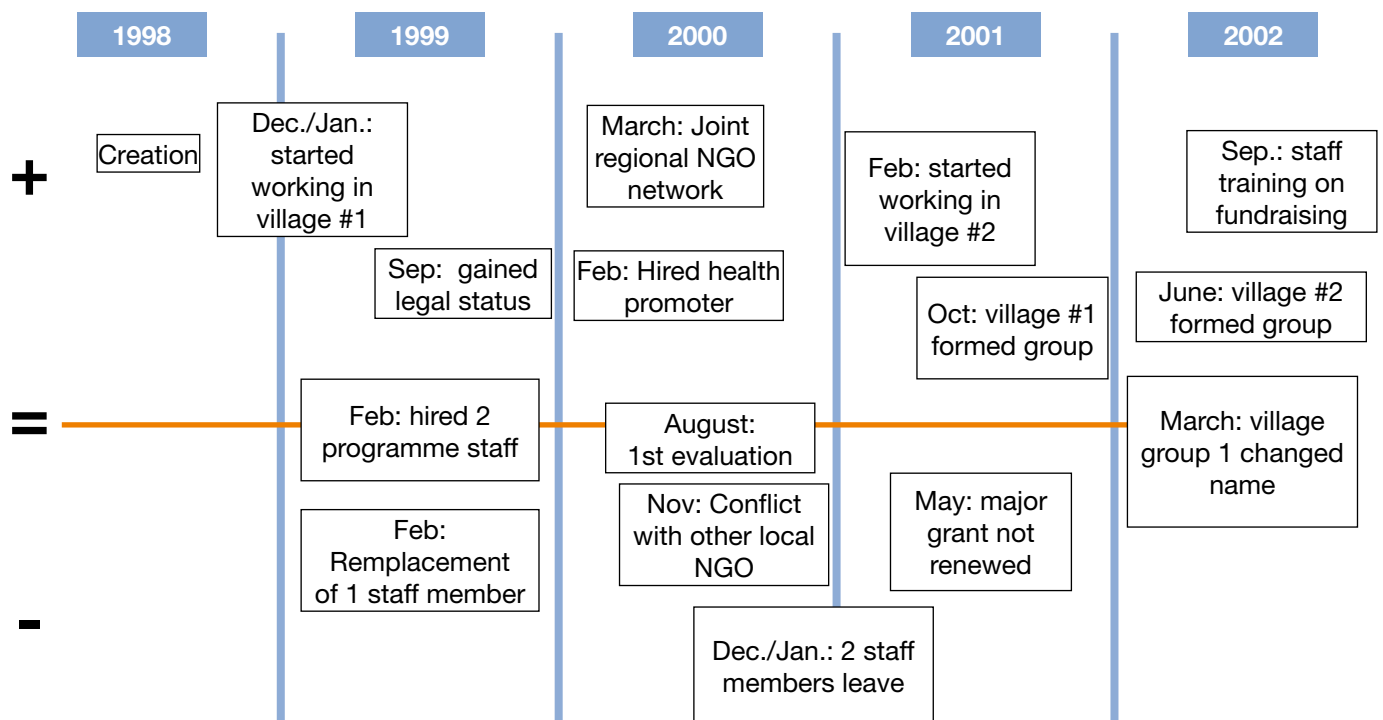 1998
1999
2000
2001
2002
+
Creation
Dec./Jan.:
started
working in
village #1
March: Joint
regional NGO
network
Feb: started
working in
village #2
Sep.: staff
training on
fundraising
Sep: gained
legal status
Feb: Hired health
promoter
Oct: village #1
formed group
June: village #2
formed group
=
Feb: hired 2
programme staff
August:
1st evaluation
March: village
group 1 changed
name
Feb:
Remplacement
of 1 staff member
Nov: Conflict
with other local
NGO
May: major
grant not
renewed
-
Dec./Jan.: 2 staff
members leave